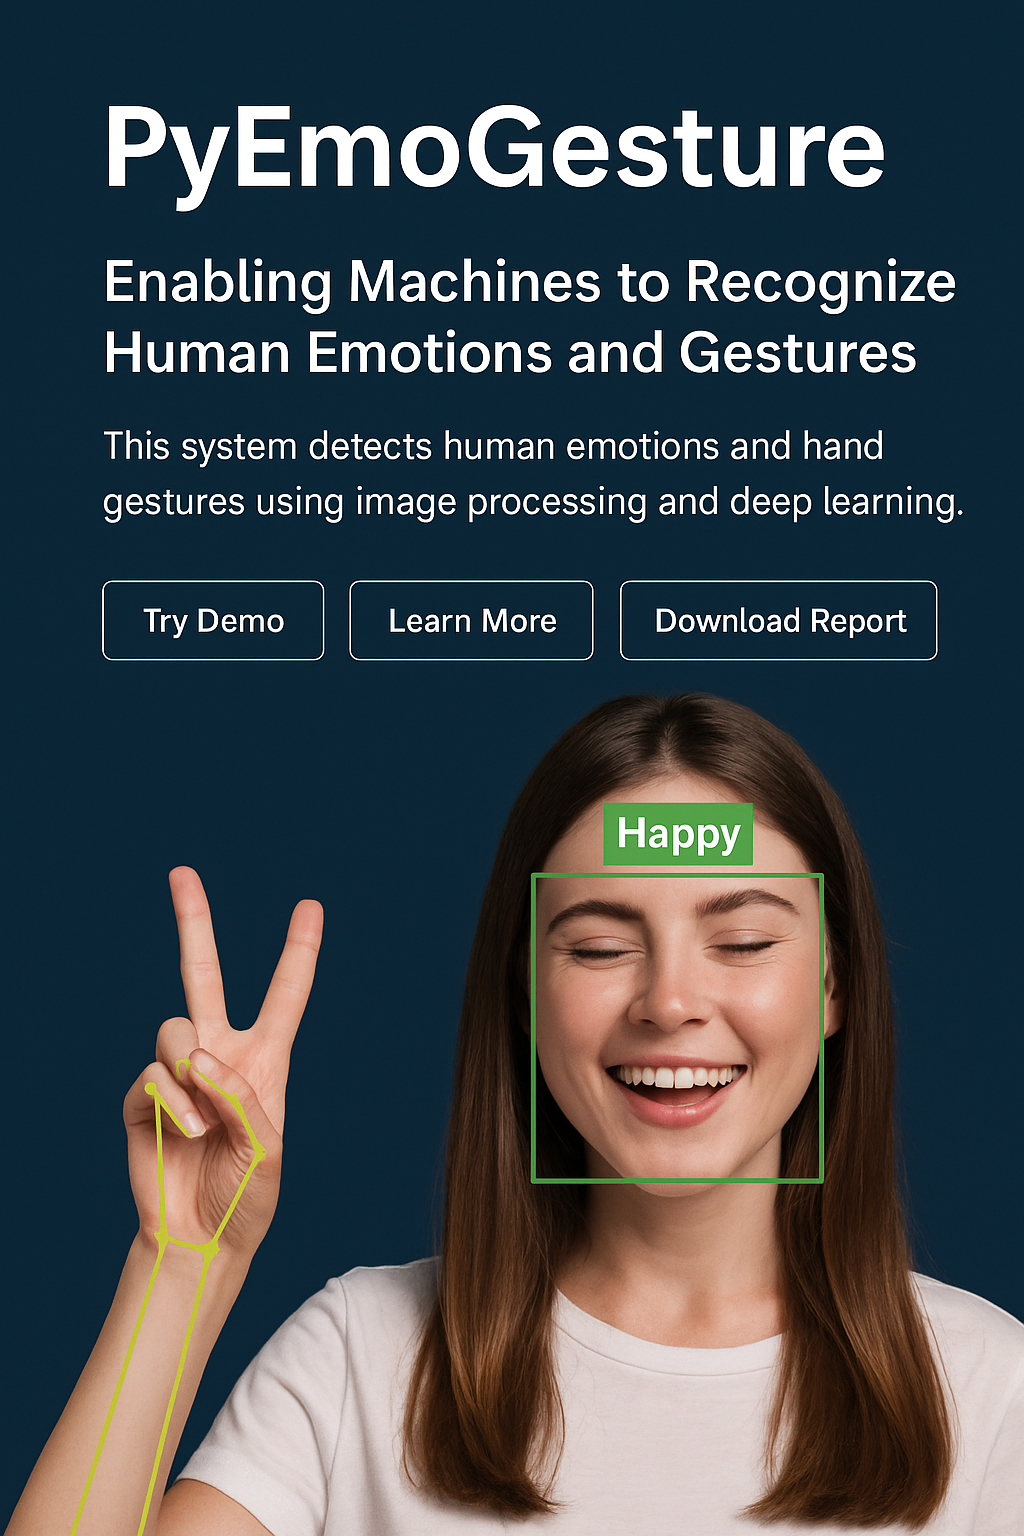 PyEmoGesture
Enabling Machines to Recognize
Human Emotions and Gestures
This system detects human emotions and hand
gestures using image processing and deep learning.
Try Demo
Learn More
Download Report
Happy